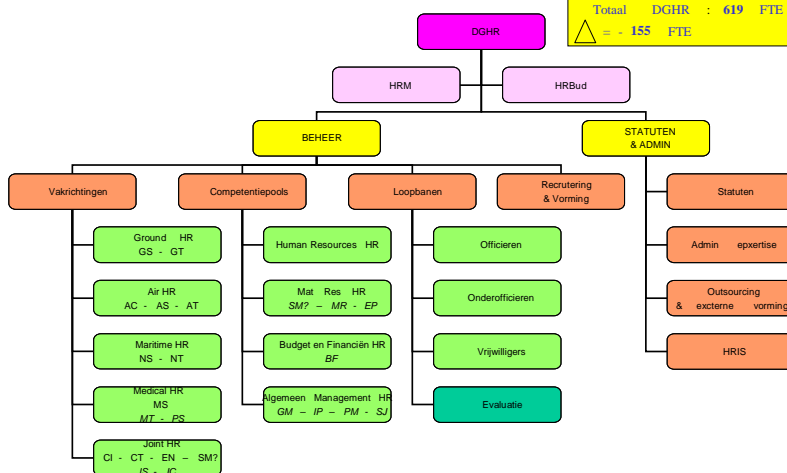 Totaal DGHR : 619 FTE
= - 155 FTE
DGHR
HRM
HRBud
BEHEER
STATUTEN
& ADMIN
Vakrichtingen
Competentiepools
Loopbanen
Recrutering
& Vorming
Statuten
Ground HR
GS - GT
Human Resources HR
Officieren
Admin epxertise
Air HR
AC - AS - AT
Mat Res HR
SM? – MR - EP
Onderofficieren
Outsourcing
& excterne vorming
Maritime HR
NS - NT
Budget en Financiën HR
BF
Vrijwilligers
HRIS
Medical HR
MS
MT - PS
Algemeen Management HR
GM – IP – PM - SJ
Evaluatie
Joint HR
CI - CT - EN – SM?
IS - IC